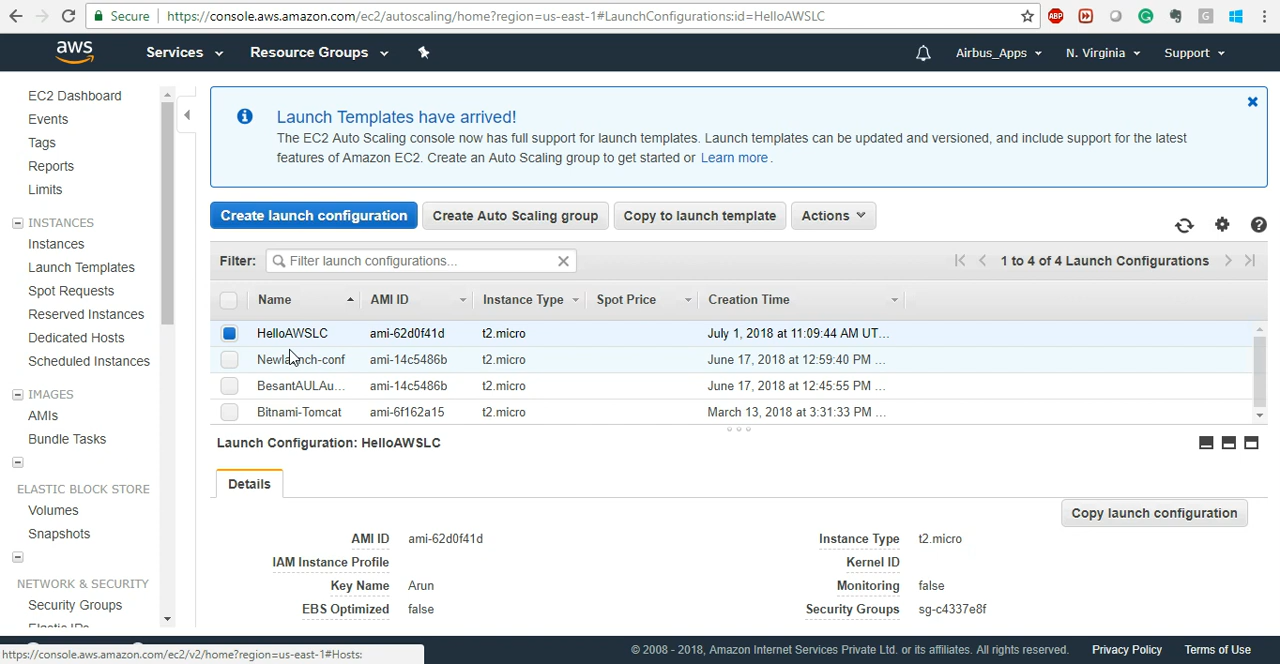 Secure https://console.aws.amazon.com/ec2/autoscaling/home?region=us-east-1#LaunchConfigurations:id=HelloAWSLC ABP G
aws Services Resource Groups Airbus_Apps N. Virginia Support
EC2 Dashboard
Events
Tags
Reports
Limits
INSTANCES
Instances
Launch Templates
Spot Requests
Reserved Instances
Dedicated Hosts
Scheduled Instances
IMAGES
AMIs
Bundle Tasks
ELASTIC BLOCK STORE
Volumes
Snapshots
NETWORK & SECURITY
Security Groups
Elastic IPs
Launch Templates have arrived!
The EC2 Auto Scaling console now has full support for launch templates. Launch templates can be updated and versioned, and include support for the latest
features of Amazon EC2. Create an Auto Scaling group to get started or Learn more.
Create launch configuration Create Auto Scaling group Copy to launch template Actions
Filter: Filter launch configurations... 1 to 4 of 4 Launch Configurations
Name AMI ID Instance Type Spot Price Creation Time
HelloAWSLC ami-62d0f41d t2.micro July 1, 2018 at 11:09:44 AM UT...
ami-14c5486b t2.micro June 17, 2018 at 12:59:40 PM ...
BesantAULAu... ami-14c5486b t2.micro June 17, 2018 at 12:45:55 PM ...
Bitnami-Tomcat ami-6f162a15 t2.micro March 13, 2018 at 3:31:33 PM ...
Launch Configuration: HelloAWSLC
Details
Copy launch configuration
AMI ID ami-62d0f41d Instance Type t2.micro
IAM Instance Profile Kernel ID
Key Name Arun Monitoring false
EBS Optimized false Security Groups sg-c4337e8f
https://console.aws.amazon.com/ec2/v2/home?region=us-east-1#Hosts: © 2008 - 2018, Amazon Internet Services Private Ltd. or its affiliates. All rights reserved. Privacy Policy Terms of Use